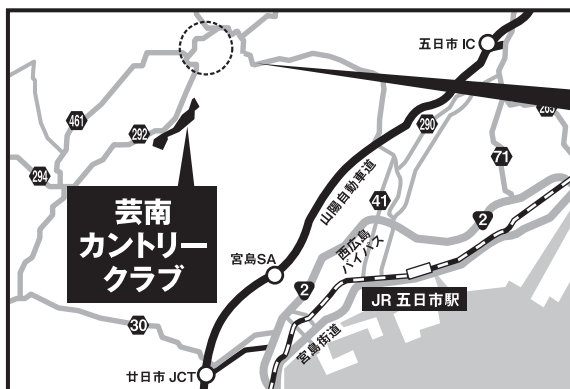 五日市 IC
265
461
292
290
294
71
芸南
カントリー
クラブ
山陽自動車道
41
2
西広島
バイパス
宮島SA
2
JR 五日市駅
30
宮島街道
廿日市 JCT